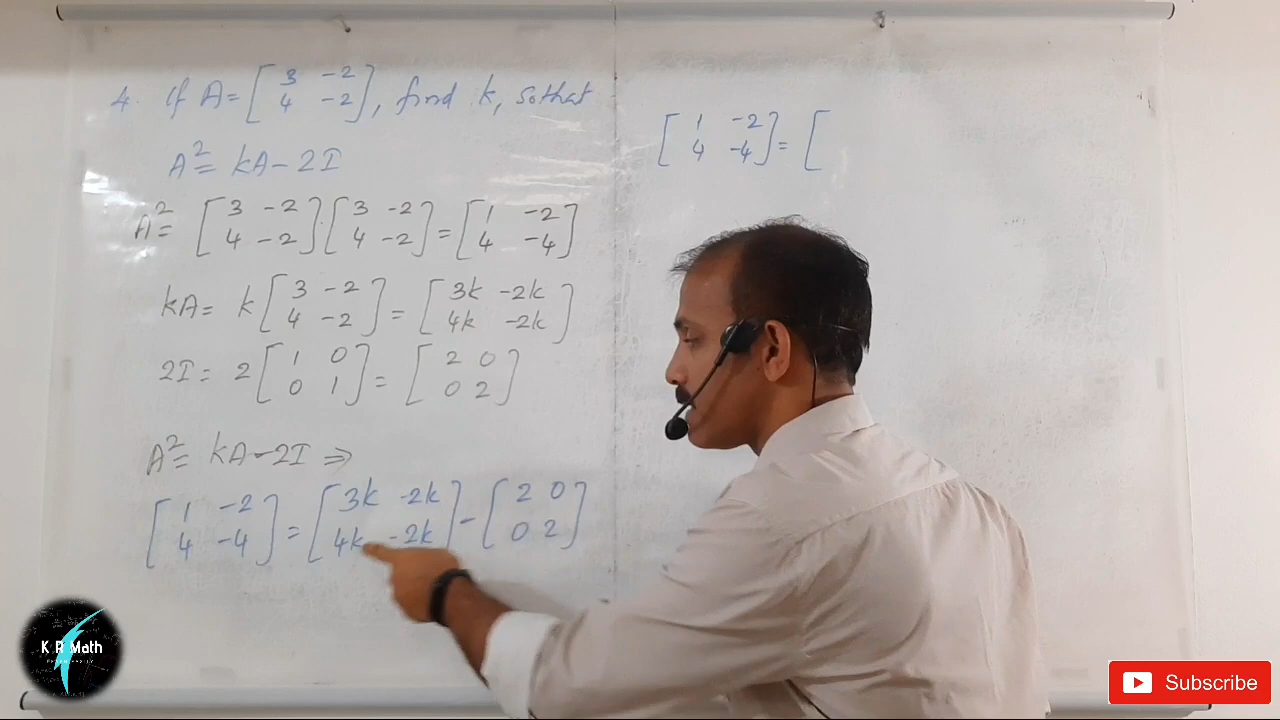 4. If A = [ 3 -2
4 -2 ], find k, so that
A² = kA - 2I
A² = [ 3 -2 [ 3 -2 = [ 1 -2
4 -2 ] 4 -2 ] 4 -4 ]
kA = k [ 3 -2 = [ 3k -2k
4 -2 ] 4k -2k ]
2I = 2 [ 1 0 = [ 2 0
0 1 ] 0 2 ]
A² = kA - 2I ⇒
[ 1 -2 = [ 3k -2k - [ 2 0
4 -4 ] 4k -2k ] 0 2 ]
[ 1 -2 = [
4 -4 ]
K R Math
Subscribe